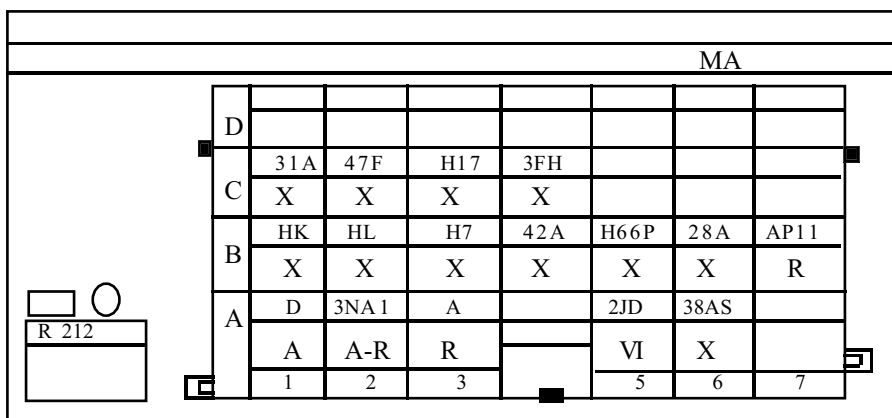 MA
D
31A 47F H17 3FH
C X X X X
HK HL H7 42A H66P 28A AP11
B X X X X X X R
A D 3NA1 A 2JD 38AS
R 212
A A-R R VI X
1 2 3 5 6 7